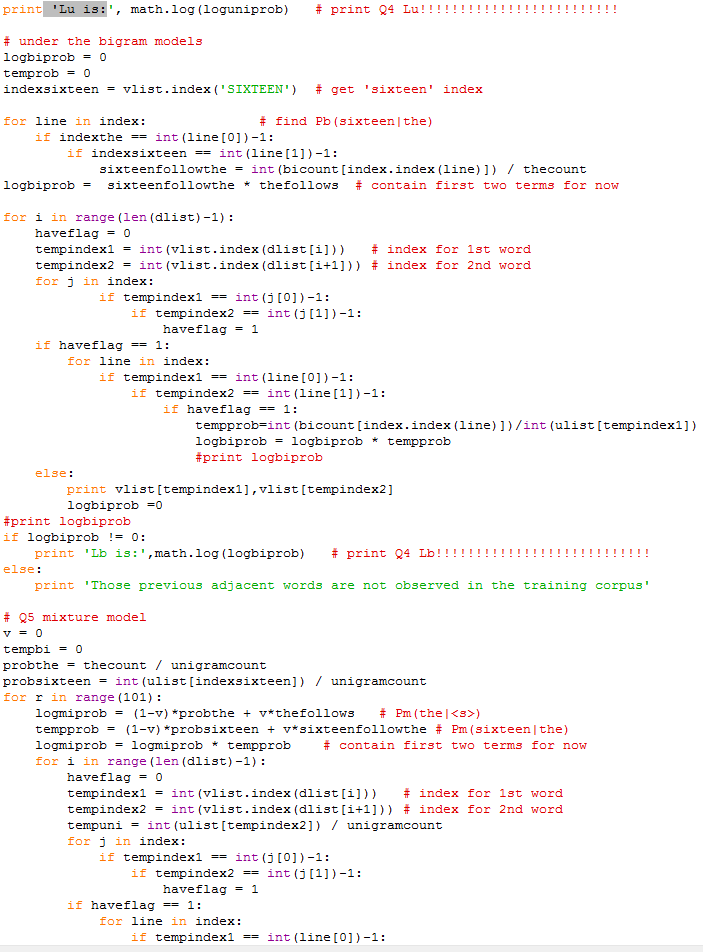 print 'Lu is:', math.log(loguniprob)   # print Q4 Lu!!!!!!!!!!!!!!!!!!!!!!!!!

# under the bigram models
logbiprob = 0
temprob = 0
indexsixteen = vlist.index('SIXTEEN')  # get 'sixteen' index

for line in index:              # find Pb(sixteen|the)
    if indexthe == int(line[0])-1:
        if indexsixteen == int(line[1])-1:
            sixteenfollowthe = int(bicount[index.index(line)]) / thecount
logbiprob =  sixteenfollowthe * thefollows  # contain first two terms for now

for i in range(len(dlist)-1):
    haveflag = 0
    tempindex1 = int(vlist.index(dlist[i]))   # index for 1st word
    tempindex2 = int(vlist.index(dlist[i+1])) # index for 2nd word
    for j in index:
            if tempindex1 == int(j[0])-1:
                if tempindex2 == int(j[1])-1:
                    haveflag = 1
    if haveflag == 1:
        for line in index:
            if tempindex1 == int(line[0])-1:
                if tempindex2 == int(line[1])-1:
                    if haveflag == 1:
                        tempprob=int(bicount[index.index(line)])/int(ulist[tempindex1])
                        logbiprob = logbiprob * tempprob
                        #print logbiprob
    else:
        print vlist[tempindex1],vlist[tempindex2]
        logbiprob =0
#print logbiprob
if logbiprob != 0:
    print 'Lb is:',math.log(logbiprob)   # print Q4 Lb!!!!!!!!!!!!!!!!!!!!!!!!!!!
else:
    print 'Those previous adjacent words are not observed in the training corpus'

# Q5 mixture model
v = 0
tempbi = 0
probthe = thecount / unigramcount
probsixteen = int(ulist[indexsixteen]) / unigramcount
for r in range(101):
    logmiprob = (1-v)*probthe + v*thefollows   # Pm(the|<s>)
    tempprob = (1-v)*probsixteen + v*sixteenfollowthe # Pm(sixteen|the)
    logmiprob = logmiprob * tempprob    # contain first two terms for now
    for i in range(len(dlist)-1):
        haveflag = 0
        tempindex1 = int(vlist.index(dlist[i]))   # index for 1st word
        tempindex2 = int(vlist.index(dlist[i+1])) # index for 2nd word
        tempuni = int(ulist[tempindex2]) / unigramcount
        for j in index:
            if tempindex1 == int(j[0])-1:
                if tempindex2 == int(j[1])-1:
                    haveflag = 1
        if haveflag == 1:
            for line in index:
                if tempindex1 == int(line[0])-1: